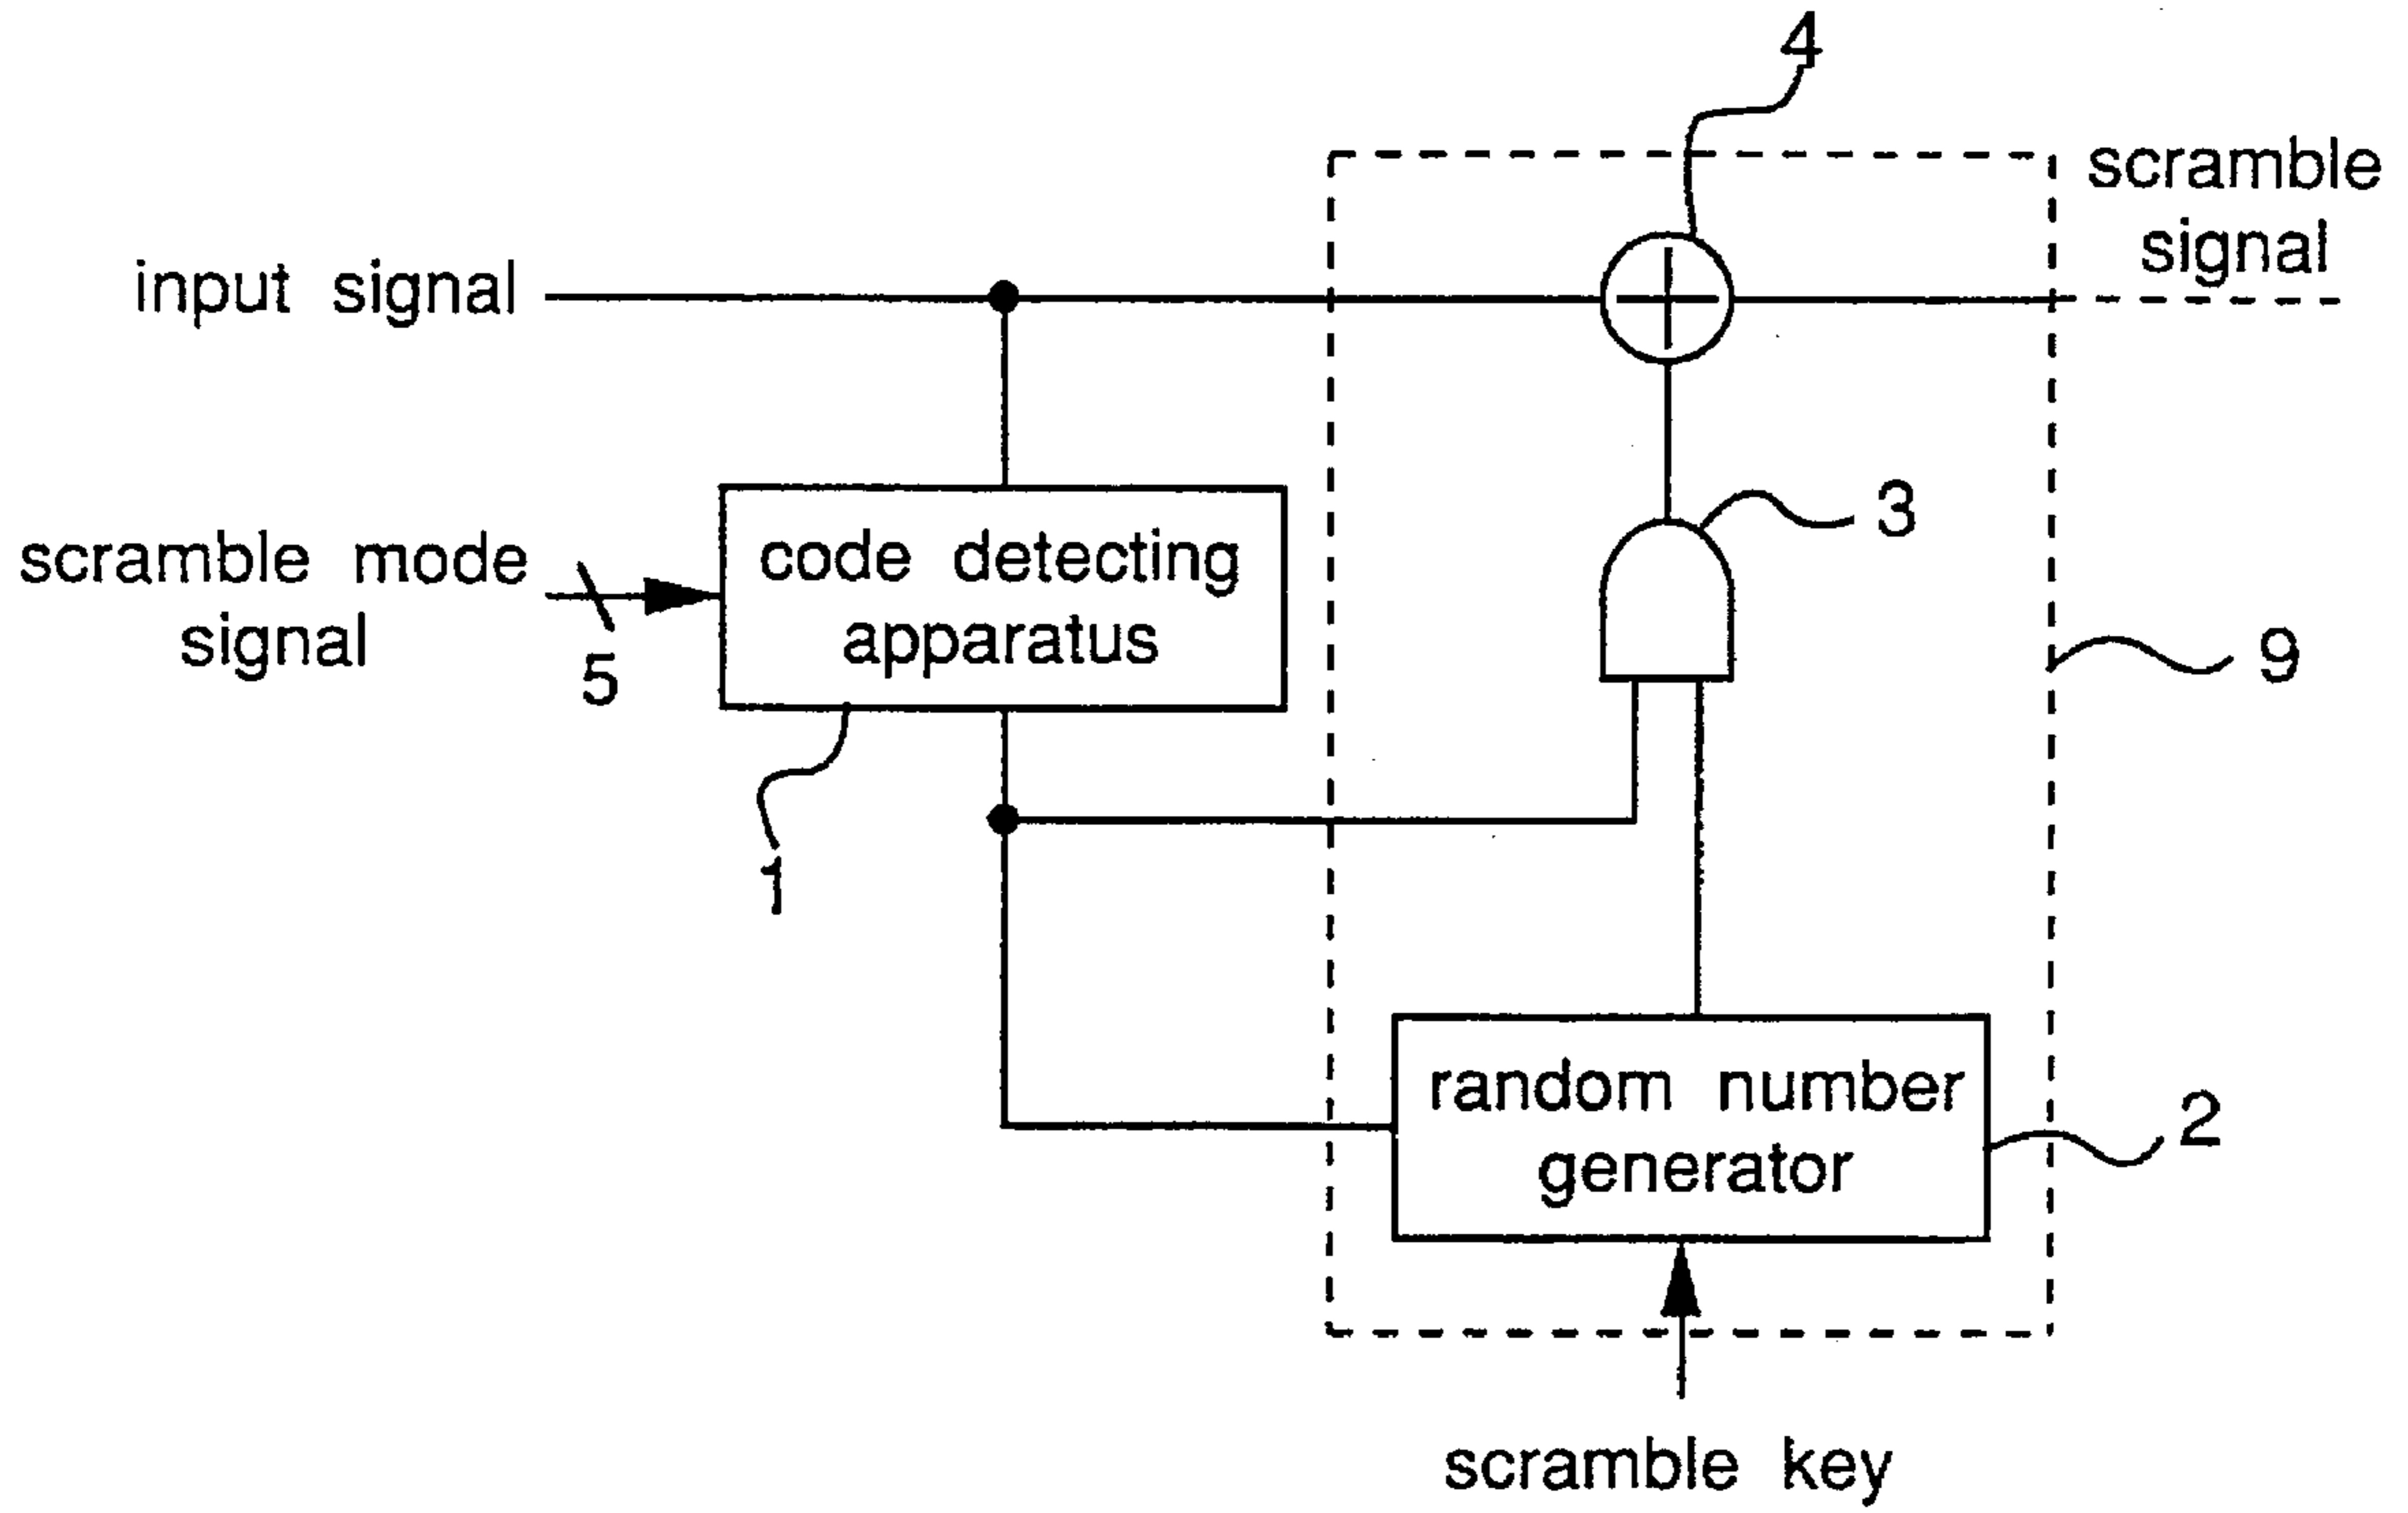 4
scramble
signal
input signal
scramble mode
signal
5
code detecting
apparatus
3
9
1
random number
generator
2
scramble key